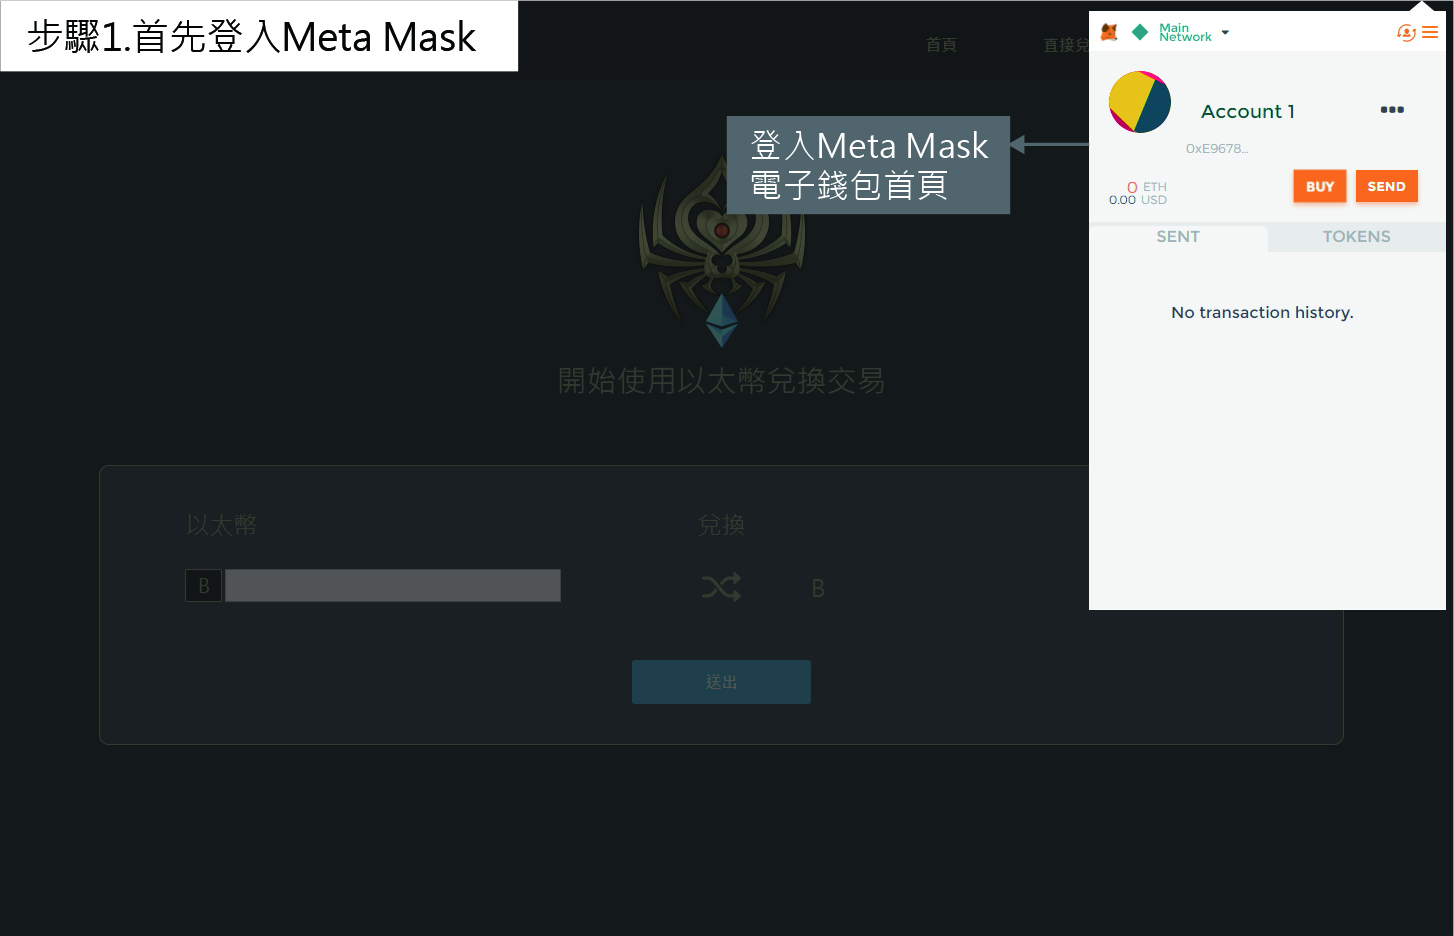 步驟1.首先登入Meta Mask
首頁
直接兌
Main
Network
Account 1
0xE9678...
登入Meta Mask
電子錢包首頁
0 ETH
0.00 USD
BUY
SEND
SENT
TOKENS
No transaction history.
開始使用以太幣兌換交易
以太幣
兌換
B
B
送出